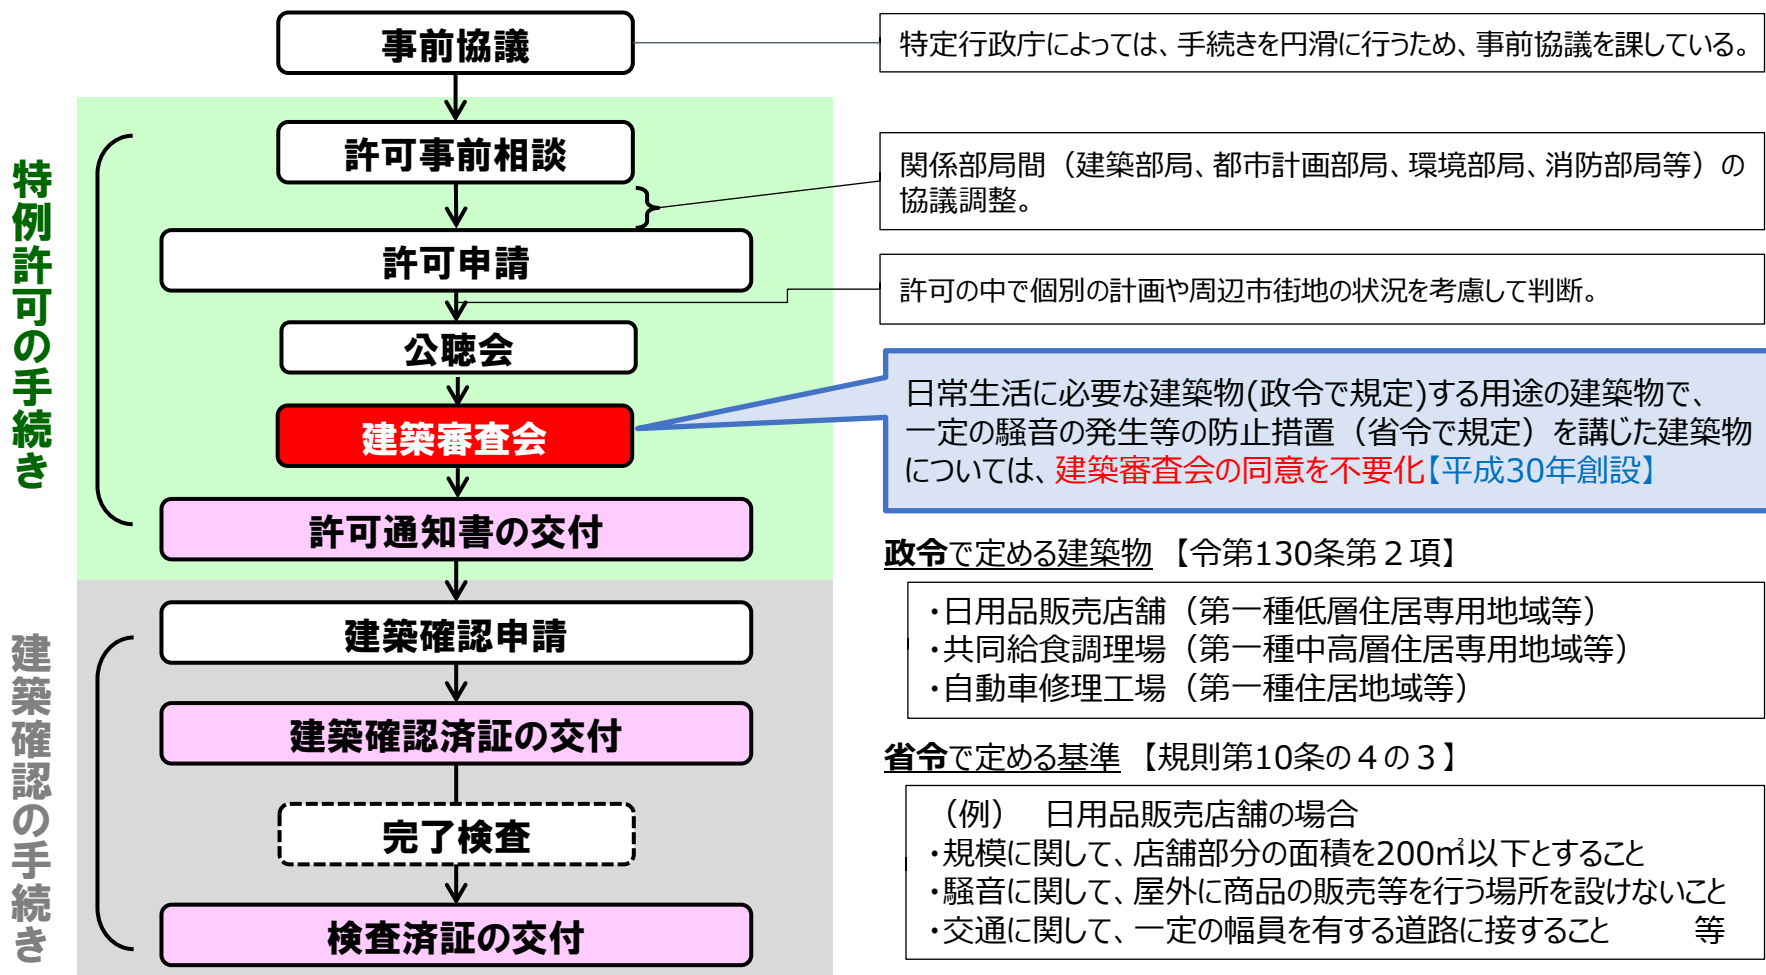 事前協議
特定行政庁によっては、手続きを円滑に行うため、事前協議を課している。
特例許可の手続き
許可事前相談
関係部局間（建築部局、都市計画部局、環境部局、消防部局等）の
協議調整。
許可申請
許可の中で個別の計画や周辺市街地の状況を考慮して判断。
公聴会
建築審査会
日常生活に必要な建築物(政令で規定)する用途の建築物で、
一定の騒音の発生等の防止措置（省令で規定）を講じた建築物
については、建築審査会の同意を不要化【平成30年創設】
許可通知書の交付
政令で定める建築物 【令第130条第２項】
・日用品販売店舗（第一種低層住居専用地域等）
・共同給食調理場（第一種中高層住居専用地域等）
・自動車修理工場（第一種住居地域等）
建築確認の手続き
建築確認申請
建築確認済証の交付
完了検査
検査済証の交付
省令で定める基準 【規則第10条の４の３】
（例） 日用品販売店舗の場合
・規模に関して、店舗部分の面積を200㎡以下とすること
・騒音に関して、屋外に商品の販売等を行う場所を設けないこと
・交通に関して、一定の幅員を有する道路に接すること 等